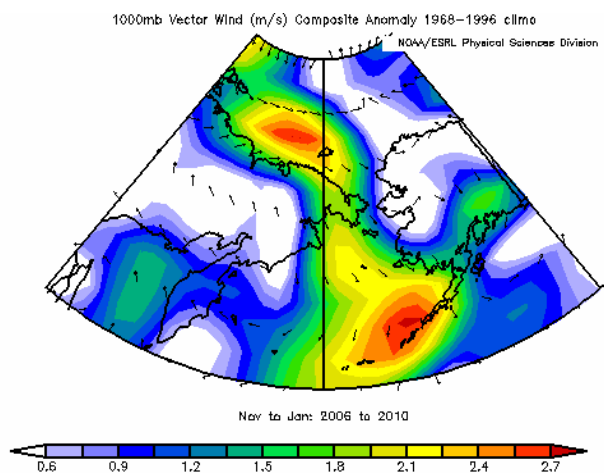 1000mb Vector Wind (m/s) Composite Anomaly 1968-1996 climo
NOAA/ESRL Physical Sciences Division
Nov to Jan: 2006 to 2010
0.6 0.9 1.2 1.5 1.8 2.1 2.4 2.7